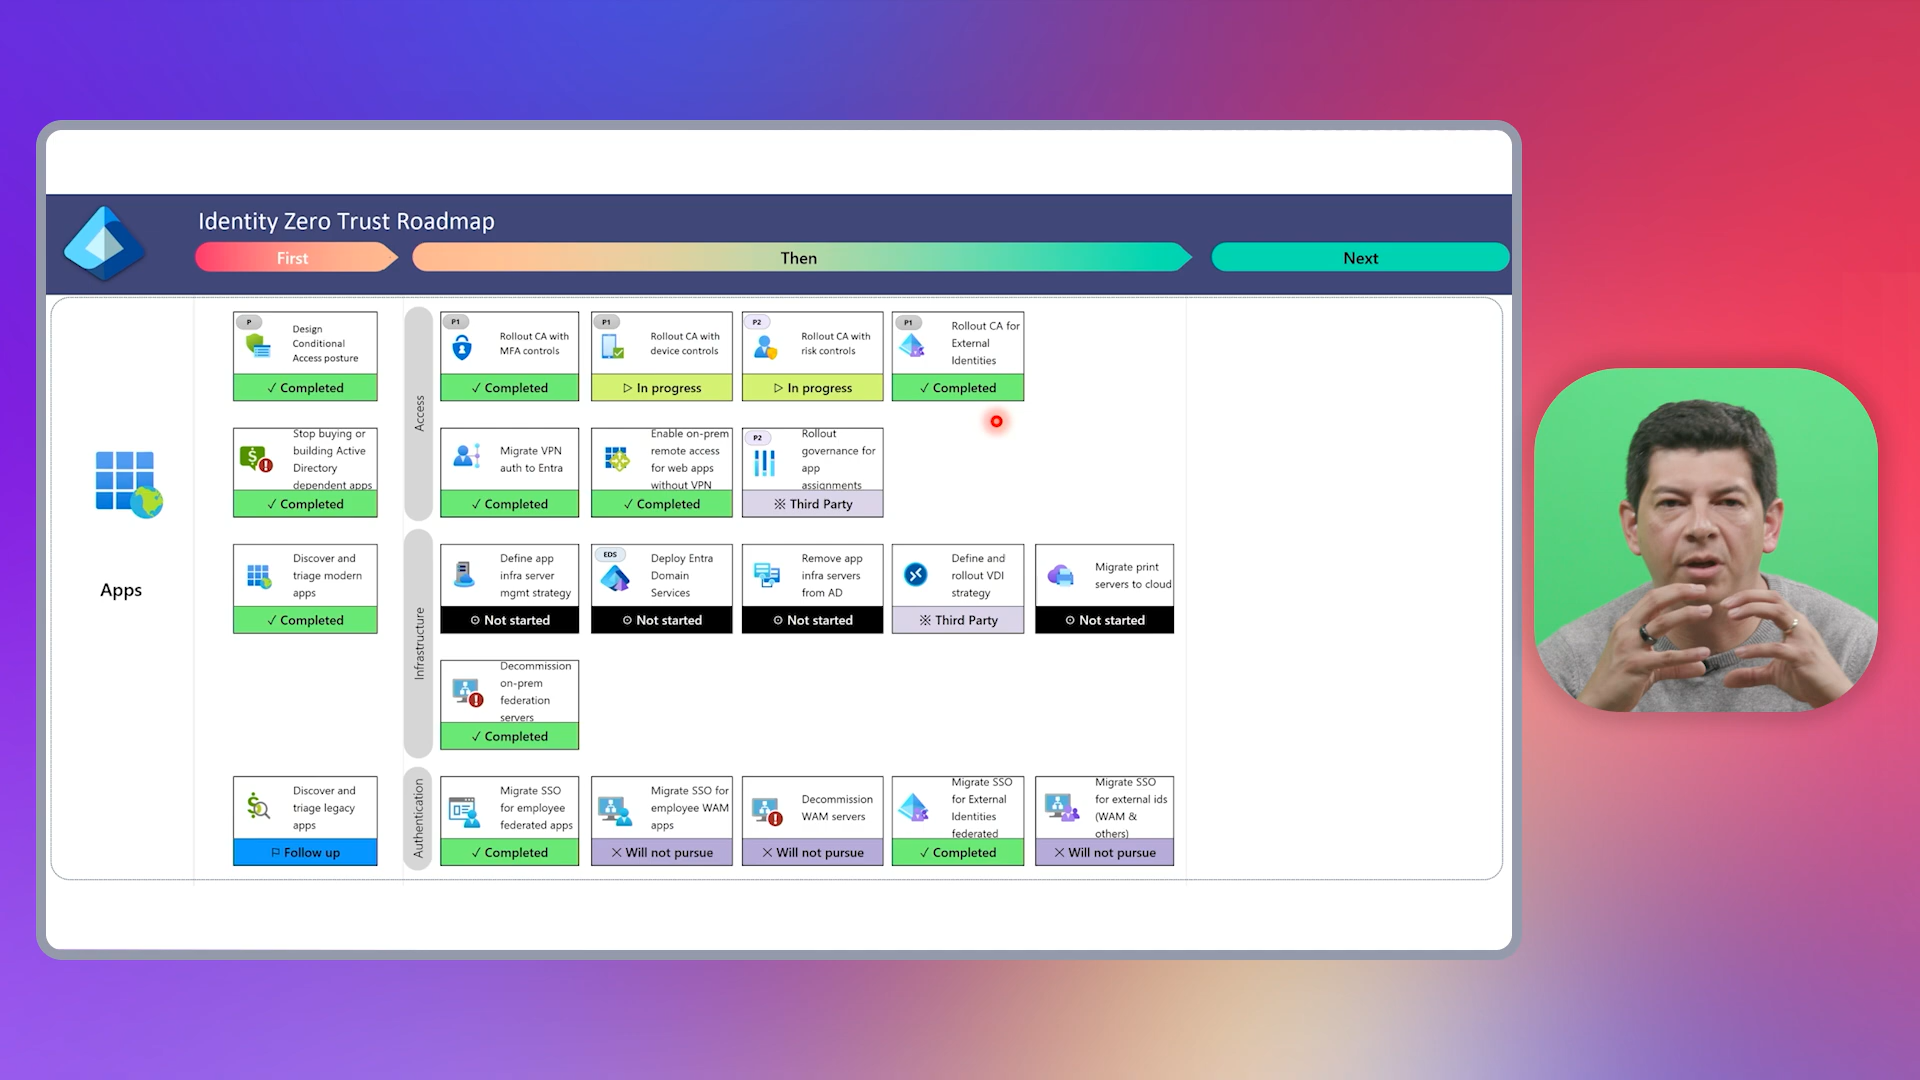 Identity Zero Trust Roadmap
First
Then
Next
Apps
P
Design
Conditional
Access posture
✓ Completed
Stop buying or
building Active
Directory
dependent apps
✓ Completed
Discover and
triage modern
apps
✓ Completed
Discover and
triage legacy
apps
Follow up
Access
P1
Rollout CA with
MFA controls
✓ Completed
P1
Rollout CA with
device controls
▷ In progress
P2
Rollout CA with
risk controls
▷ In progress
P1
Rollout CA for
External
Identities
✓ Completed
Migrate VPN
auth to Entra
✓ Completed
Enable on-prem
remote access
for web apps
without VPN
✓ Completed
P2
Rollout
governance for
app
assignments
※ Third Party
Infrastructure
Define app
infra server
mgmt strategy
⊙ Not started
EDS
Deploy Entra
Domain
Services
⊙ Not started
Remove app
infra servers
from AD
⊙ Not started
Define and
rollout VDI
strategy
※ Third Party
Migrate print
servers to cloud
⊙ Not started
Decommission
on-prem
federation
servers
✓ Completed
Authentication
Migrate SSO
for employee
federated apps
✓ Completed
Migrate SSO for
employee WAM
apps
✕ Will not pursue
Decommission
WAM servers
✕ Will not pursue
Migrate SSO
for External
Identities
federated
✓ Completed
Migrate SSO
for external ids
(WAM &
others)
✕ Will not pursue